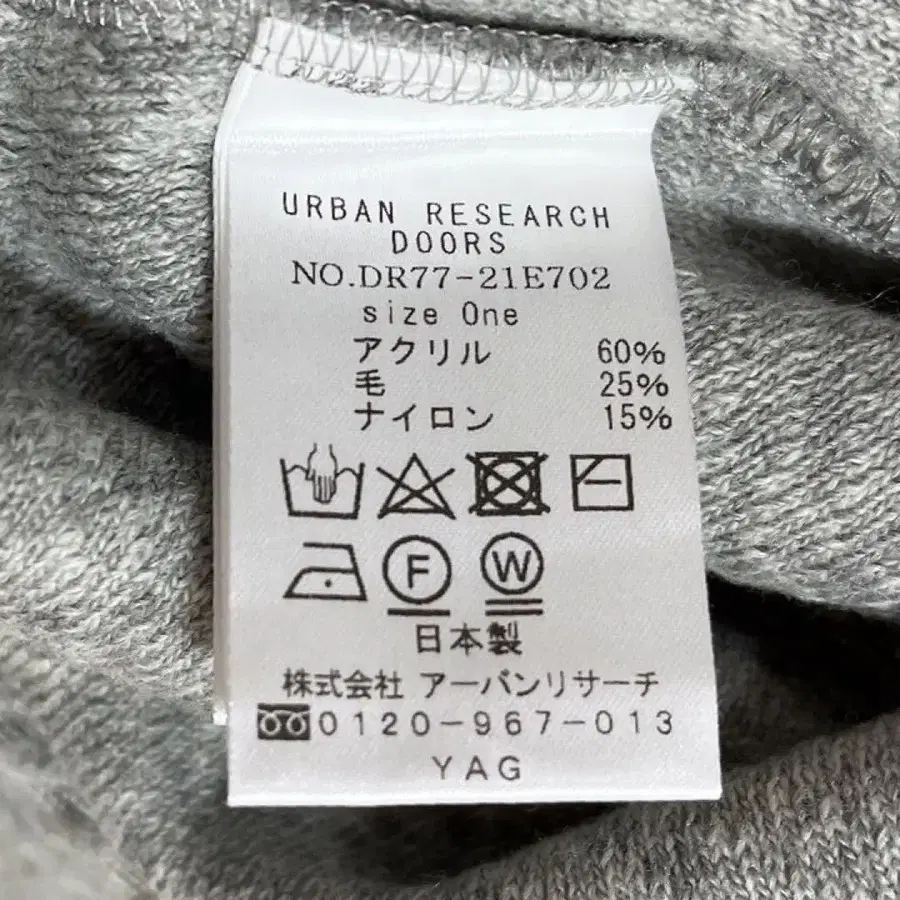 URBAN RESEARCH
DOORS
NO.DR77-21E702
size One
アクリル 60%
毛 25%
ナイロン 15%
F W
日本製
株式会社 アーバンリサーチ
0120-967-013
YAG